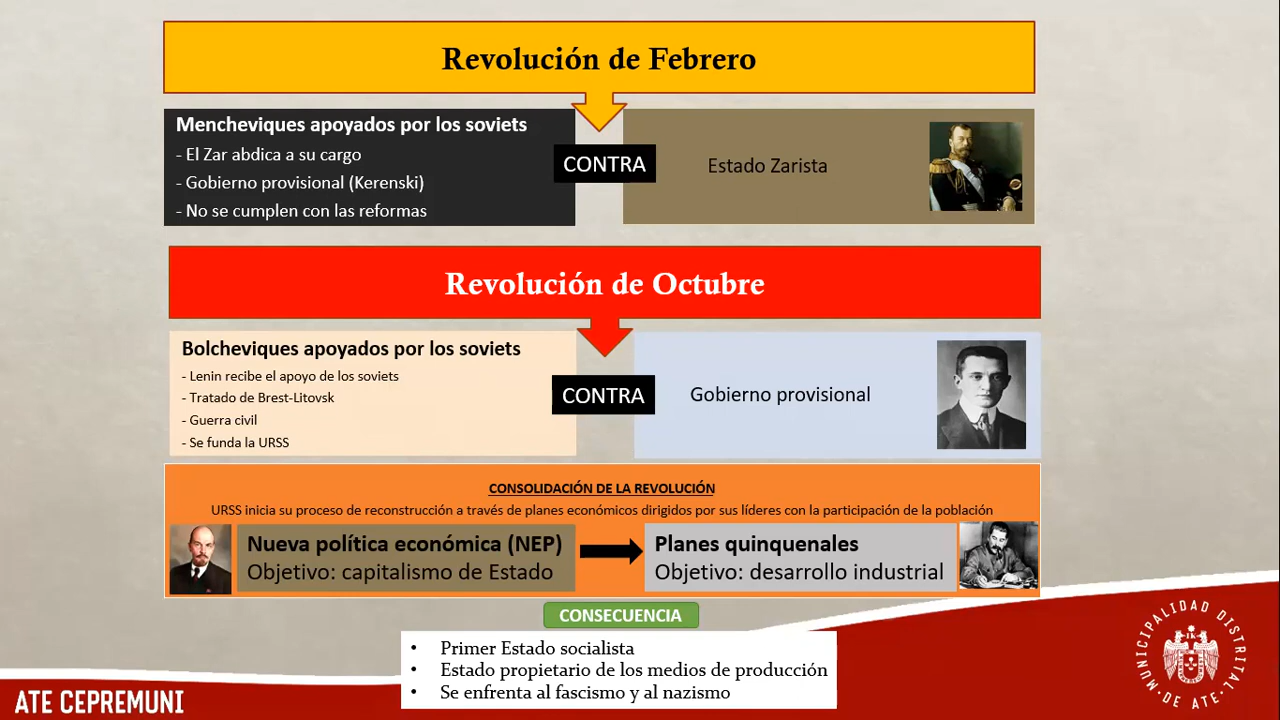 Revolución de Febrero
Mencheviques apoyados por los soviets
- El Zar abdica a su cargo
- Gobierno provisional (Kerenski)
- No se cumplen con las reformas
CONTRA
Estado Zarista
Revolución de Octubre
Bolcheviques apoyados por los soviets
- Lenin recibe el apoyo de los soviets
- Tratado de Brest-Litovsk
- Guerra civil
- Se funda la URSS
CONTRA
Gobierno provisional
CONSOLIDACIÓN DE LA REVOLUCIÓN
URSS inicia su proceso de reconstrucción a través de planes económicos dirigidos por sus líderes con la participación de la población
Nueva política económica (NEP)
Objetivo: capitalismo de Estado
Planes quinquenales
Objetivo: desarrollo industrial
CONSECUENCIA
• Primer Estado socialista
• Estado propietario de los medios de producción
• Se enfrenta al fascismo y al nazismo
ATE CEPREMUNI
MUNICIPALIDAD DISTRITAL
· DE ATE ·